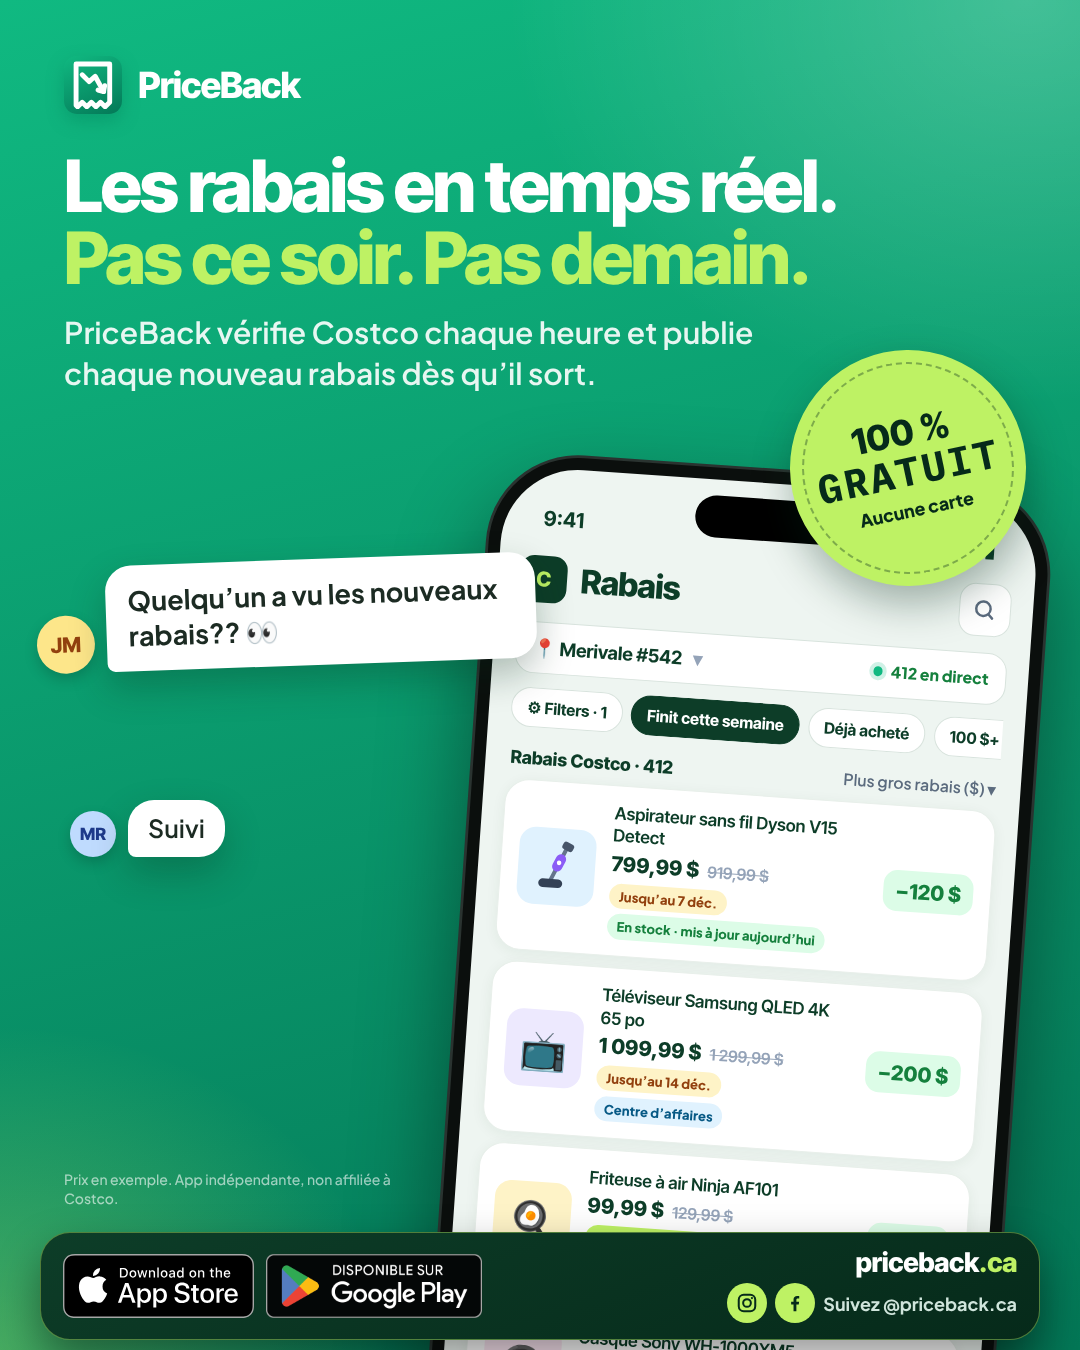 PriceBack
Les rabais en temps réel.
Pas ce soir. Pas demain.
PriceBack vérifie Costco chaque heure et publie
chaque nouveau rabais dès qu’il sort.
100 %
GRATUIT
Aucune carte
9:41
C
Rabais
Quelqu’un a vu les nouveaux
rabais?? 👀
JM
📍 Merivale #542 ▼
412 en direct
⚙ Filters · 1
Finit cette semaine
Déjà acheté
100 $+
Rabais Costco · 412
Plus gros rabais ($) ▾
MR
Suivi
Aspirateur sans fil Dyson V15
Detect
799,99 $ 919,99 $
−120 $
Jusqu’au 7 déc.
En stock · mis à jour aujourd’hui
Téléviseur Samsung QLED 4K
65 po
1 099,99 $ 1 299,99 $
−200 $
Jusqu’au 14 déc.
Centre d’affaires
Friteuse à air Ninja AF101
99,99 $ 129,99 $
Prix en exemple. App indépendante, non affiliée à
Costco.
Download on the
App Store
DISPONIBLE SUR
Google Play
priceback.ca
Suivez @priceback.ca
Casque Sony WH-1000XM5